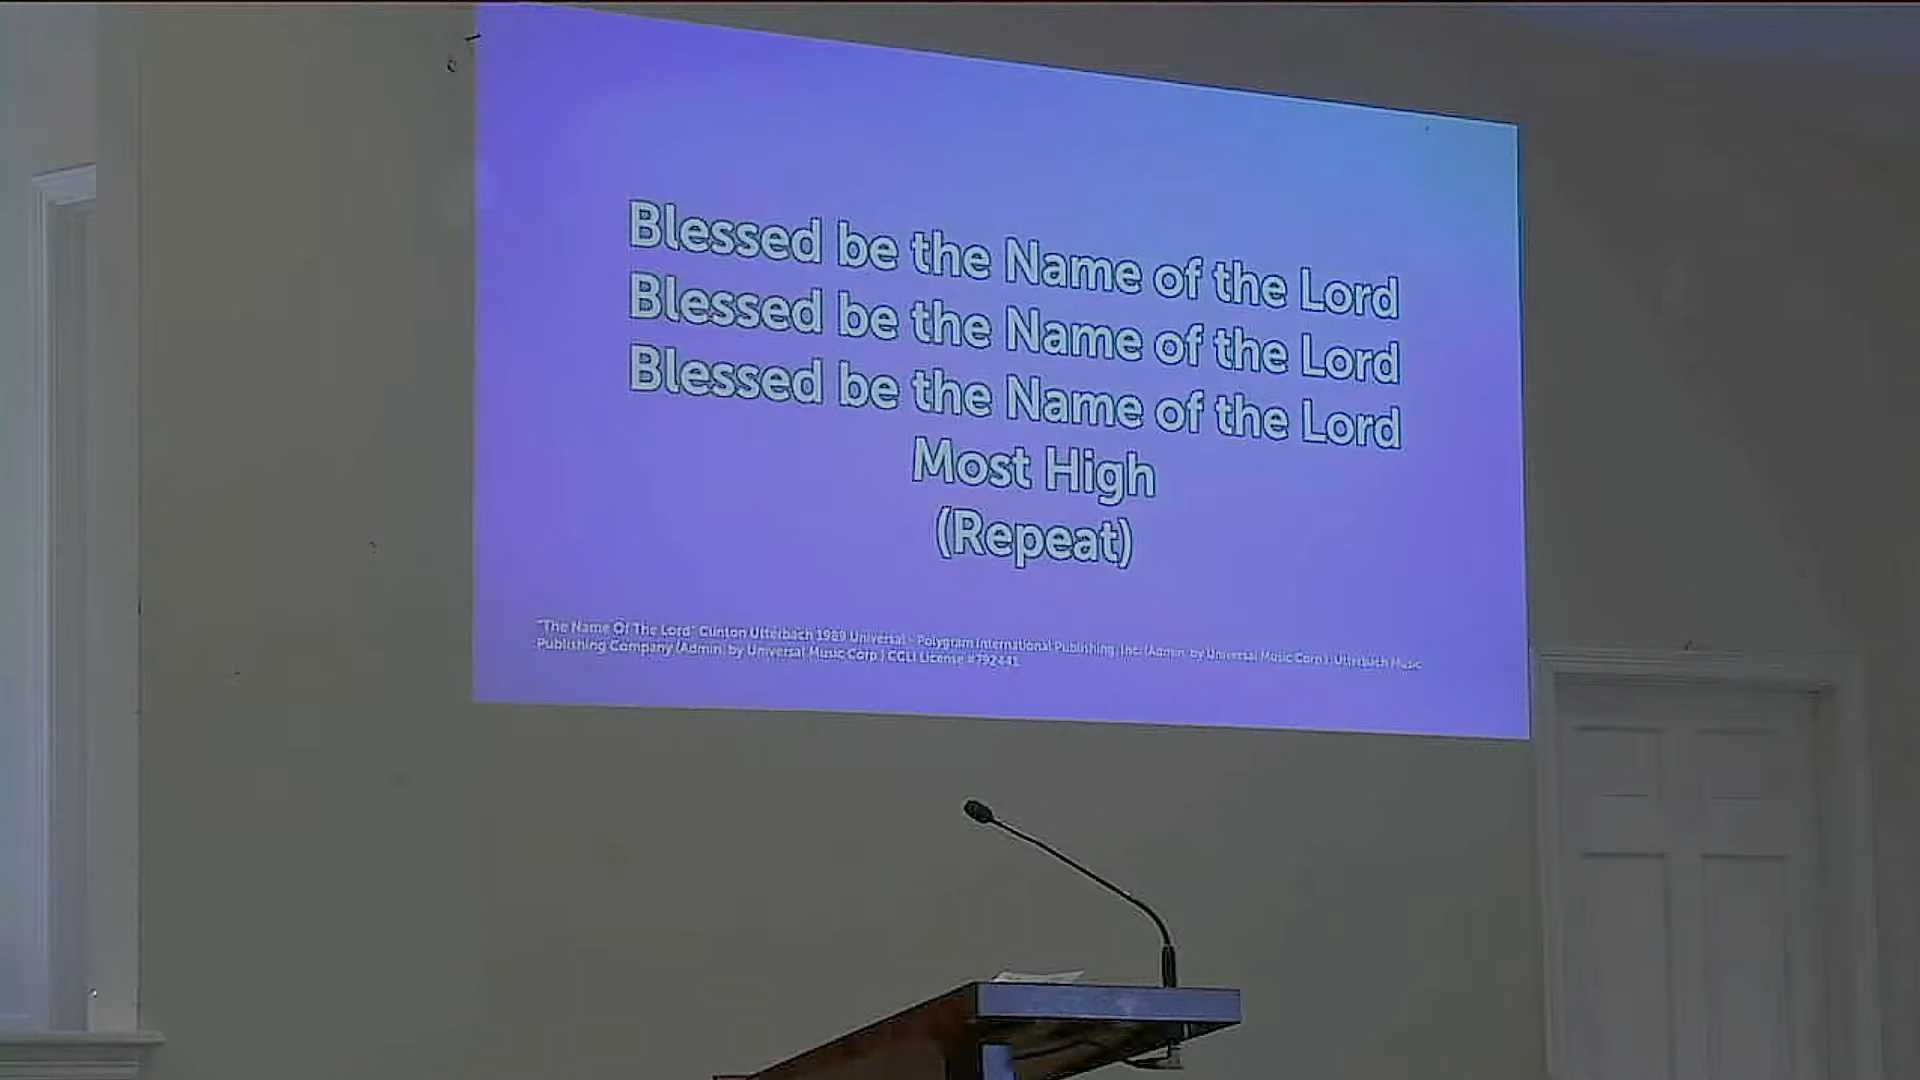 Blessed be the Name of the Lord
Blessed be the Name of the Lord
Blessed be the Name of the Lord
Most High
(Repeat)
"The Name Of The Lord" Clinton Utterbach 1989 Universal - Polygram International Publishing, Inc. (Admin. by Universal Music Corp.), Utterbach Music
Publishing Company (Admin. by Universal Music Corp.) CCLI License #792441